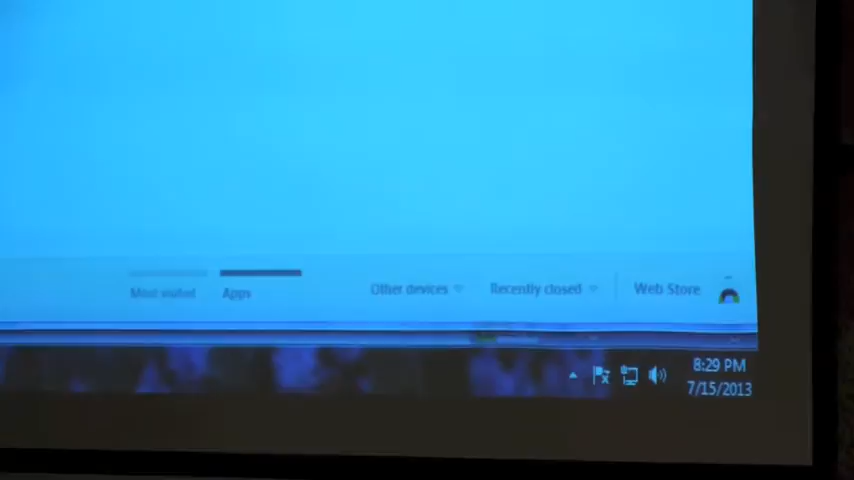 Most visited
Apps
Other devices
Recently closed
Web Store
8:29 PM
7/15/2013